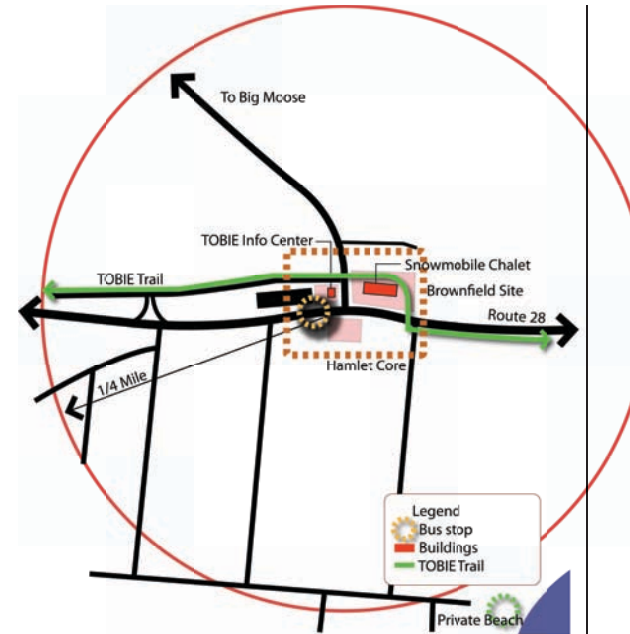 To Big Moose
TOBIE Info Center
Snowmobile Chalet
TOBIE Trail
Brownfield Site
Route 28
Hamlet Core
1/4 Mile
Legend
Bus stop
Buildings
TOBIE Trail
Private Beach